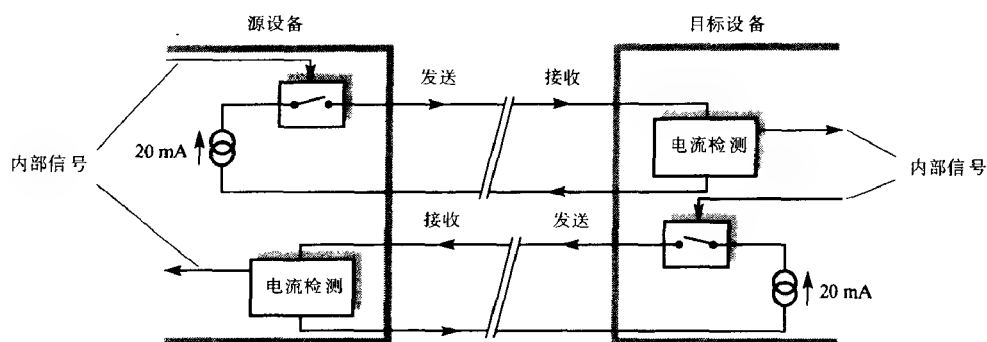 源设备
目标设备
发送
接收
20 mA
电流检测
内部信号
内部信号
接收
发送
电流检测
20 mA